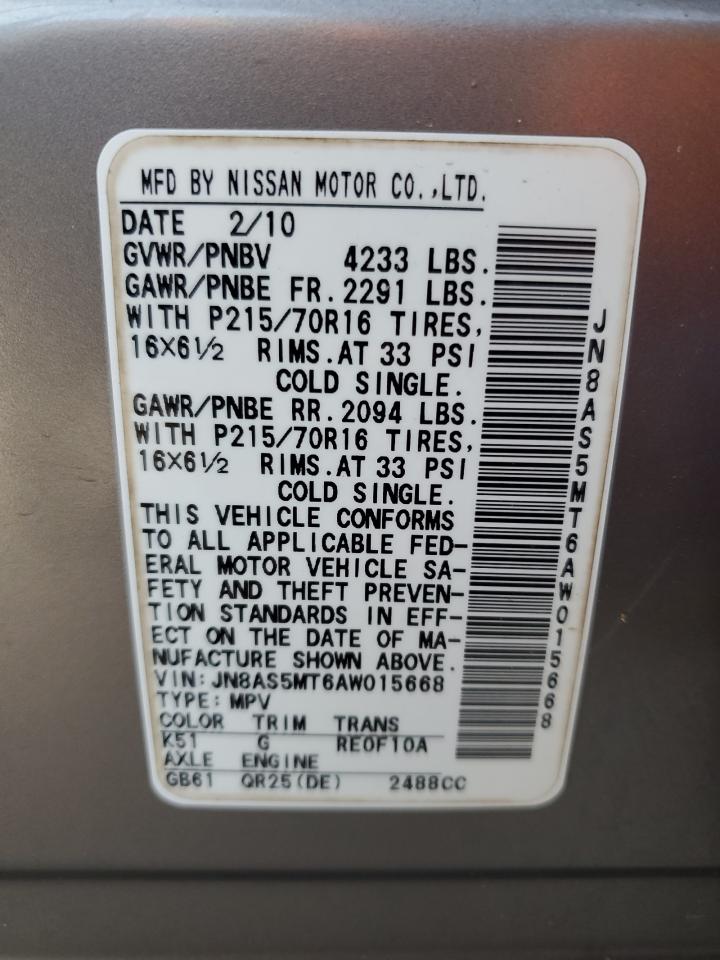 MFD BY NISSAN MOTOR CO.,LTD.
DATE 2/10
GVWR/PNBV 4233 LBS.
GAWR/PNBE FR.2291 LBS.
WITH P215/70R16 TIRES,
16X6½ RIMS.AT 33 PSI
COLD SINGLE.
GAWR/PNBE RR.2094 LBS.
WITH P215/70R16 TIRES,
16X6½ RIMS.AT 33 PSI
COLD SINGLE.
THIS VEHICLE CONFORMS
TO ALL APPLICABLE FED-
ERAL MOTOR VEHICLE SA-
FETY AND THEFT PREVEN-
TION STANDARDS IN EFF-
ECT ON THE DATE OF MA-
NUFACTURE SHOWN ABOVE.
VIN:JN8AS5MT6AW015668
TYPE:MPV
COLOR TRIM TRANS
K51 G RE0F10A
AXLE ENGINE
GB61 QR25(DE) 2488CC
JN8AS5MT6AW015668